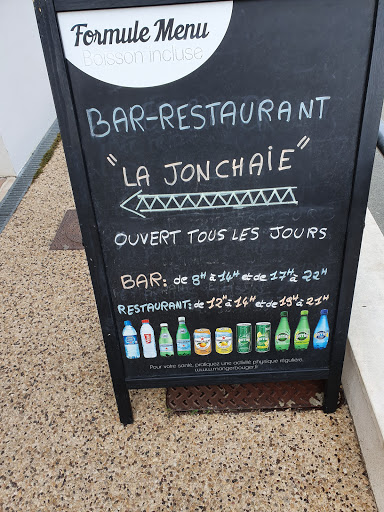 Formule Menu
Boisson incluse
BAR-RESTAURANT
"LA JONCHAIE"
OUVERT TOUS LES JOURS
BAR: de 8H à 14H et de 17H à 22H
RESTAURANT: de 12H à 14H et de 19H à 21H
Pour votre santé, pratiquez une activité physique régulière.
www.mangerbouger.fr